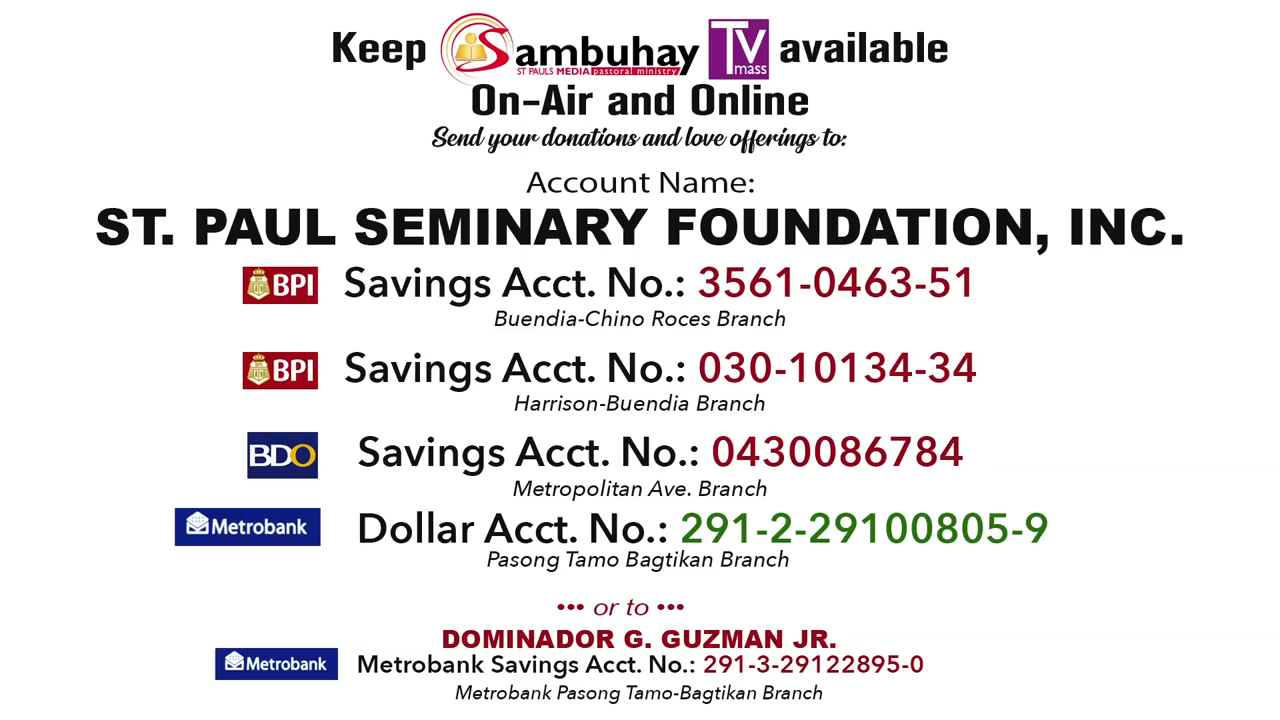 Keep Sambuhay TV mass available
ST PAULS MEDIA pastoral ministry
On-Air and Online
Send your donations and love offerings to:
Account Name:
ST. PAUL SEMINARY FOUNDATION, INC.
BPI Savings Acct. No.: 3561-0463-51
Buendia-Chino Roces Branch
BPI Savings Acct. No.: 030-10134-34
Harrison-Buendia Branch
BDO Savings Acct. No.: 0430086784
Metropolitan Ave. Branch
Metrobank Dollar Acct. No.: 291-2-29100805-9
Pasong Tamo Bagtikan Branch
••• or to •••
DOMINADOR G. GUZMAN JR.
Metrobank Metrobank Savings Acct. No.: 291-3-29122895-0
Metrobank Pasong Tamo-Bagtikan Branch